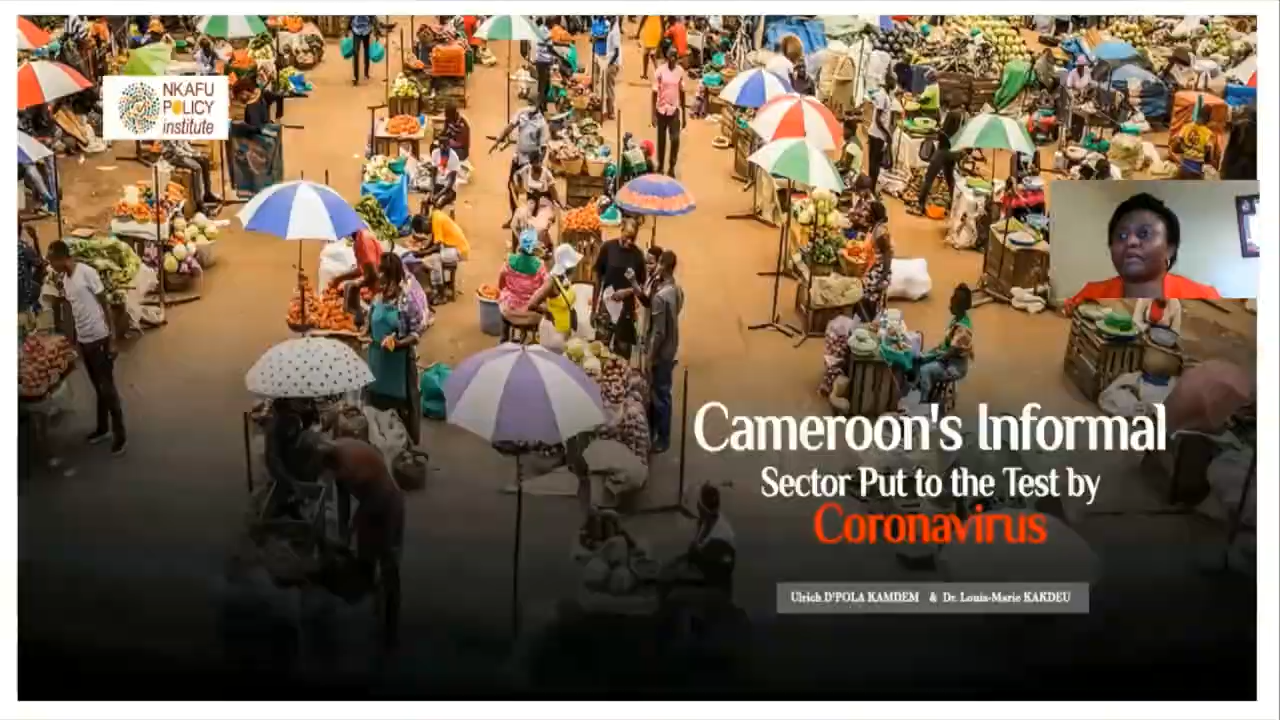 NKAFU
POLICY
institute
Cameroon's Informal
Sector Put to the Test by
Coronavirus
Ulrich D'POLA KAMDEM & Dr. Louis-Marie KAKDEU